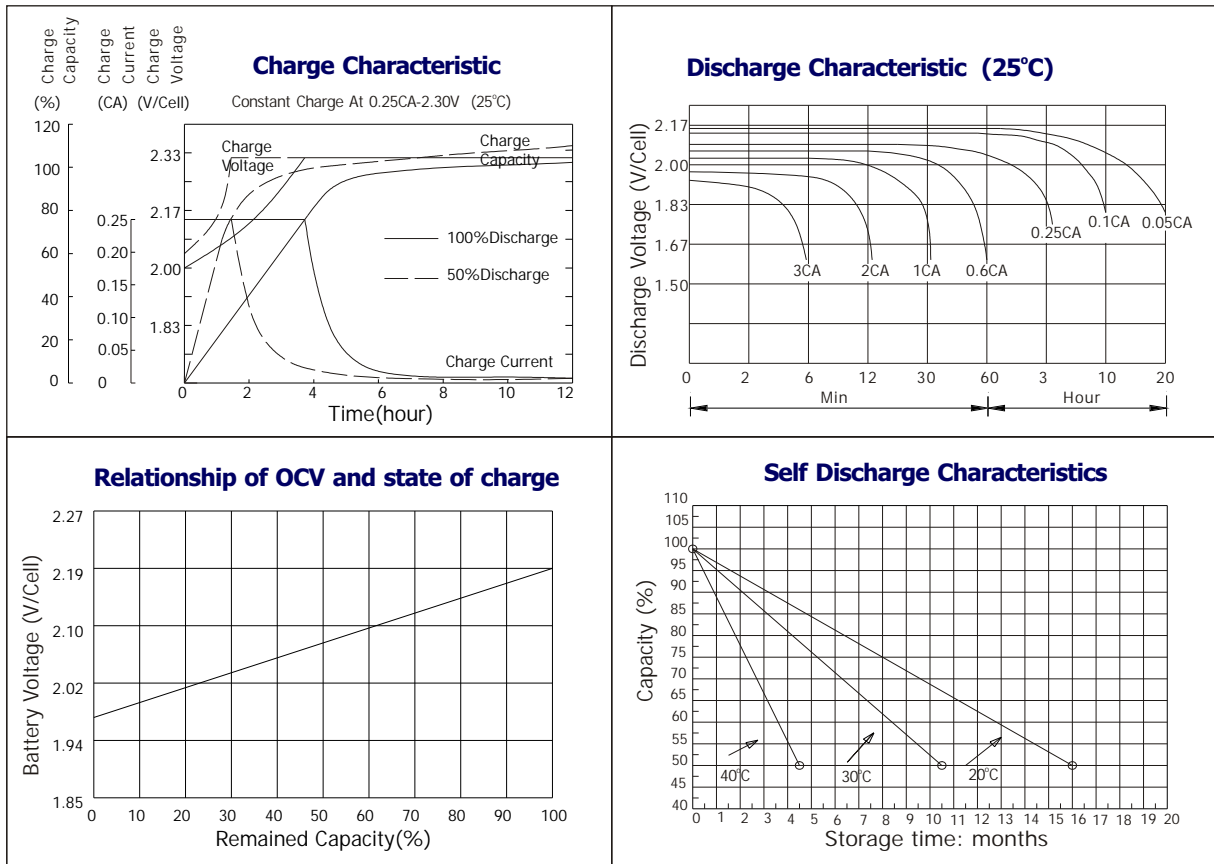 Charge Capacity
Charge Current
Charge Voltage
Charge Characteristic
(%)
(CA)
(V/Cell)
Constant Charge At 0.25CA-2.30V (25°C)
120
100
80
60
40
20
0
0.25
0.20
0.15
0.10
0.05
0
2.33
2.17
2.00
1.83
Charge Voltage
Charge Capacity
100%Discharge
50%Discharge
Charge Current
0 2 4 6 8 10 12
Time(hour)
Discharge Characteristic (25°C)
Discharge Voltage (V/Cell)
2.17
2.00
1.83
1.67
1.50
3CA 2CA 1CA 0.6CA 0.25CA 0.1CA 0.05CA
0 2 6 12 30 60 3 10 20
Min Hour
Relationship of OCV and state of charge
Battery Voltage (V/Cell)
2.27
2.19
2.10
2.02
1.94
1.85
0 10 20 30 40 50 60 70 80 90 100
Remained Capacity(%)
Self Discharge Characteristics
Capacity (%)
110
105
100
95
90
85
80
75
70
65
60
55
50
45
40
40°C 30°C 20°C
0 1 2 3 4 5 6 7 8 9 10 11 12 13 14 15 16 17 18 19 20
Storage time: months